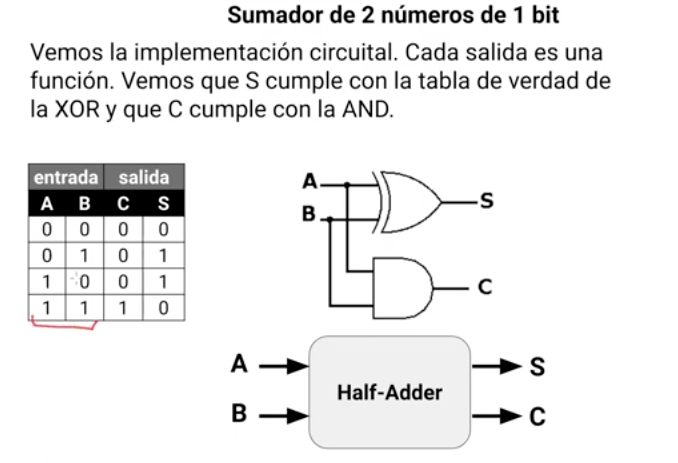 Sumador de 2 números de 1 bit
Vemos la implementación circuital. Cada salida es una
función. Vemos que S cumple con la tabla de verdad de
la XOR y que C cumple con la AND.
entrada salida
A B C S
0 0 0 0
0 1 0 1
1 0 0 1
1 1 1 0
A
B
S
C
A
B
Half-Adder
S
C